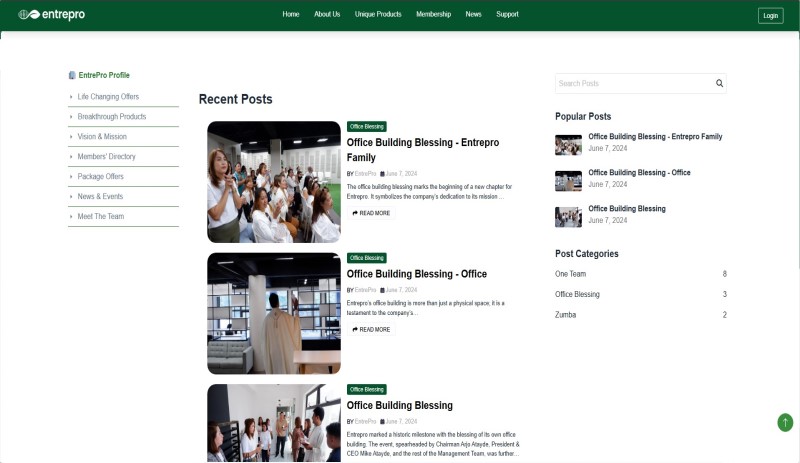 entrepro
Home About Us Unique Products Membership News Support
Login
EntrePro Profile
Life Changing Offers
Breakthrough Products
Vision & Mission
Members' Directory
Package Offers
News & Events
Meet The Team
Recent Posts
Office Blessing
Office Building Blessing - Entrepro
Family
BY EntrePro June 7, 2024
The office building blessing marks the beginning of a new chapter for
Entrepro. It symbolizes the company's dedication to its mission ...
READ MORE
Office Blessing
Office Building Blessing - Office
BY EntrePro June 7, 2024
Entrepro's office building is more than just a physical space; it is a
testament to the company's ...
READ MORE
Office Blessing
Office Building Blessing
BY EntrePro June 7, 2024
Entrepro marked a historic milestone with the blessing of its own office
building. The event, spearheaded by Chairman Arjo Atayde, President &
CEO Mike Atayde, and the rest of the Management Team, was further ...
Search Posts
Popular Posts
Office Building Blessing - Entrepro Family
June 7, 2024
Office Building Blessing - Office
June 7, 2024
Office Building Blessing
June 7, 2024
Post Categories
One Team 8
Office Blessing 3
Zumba 2